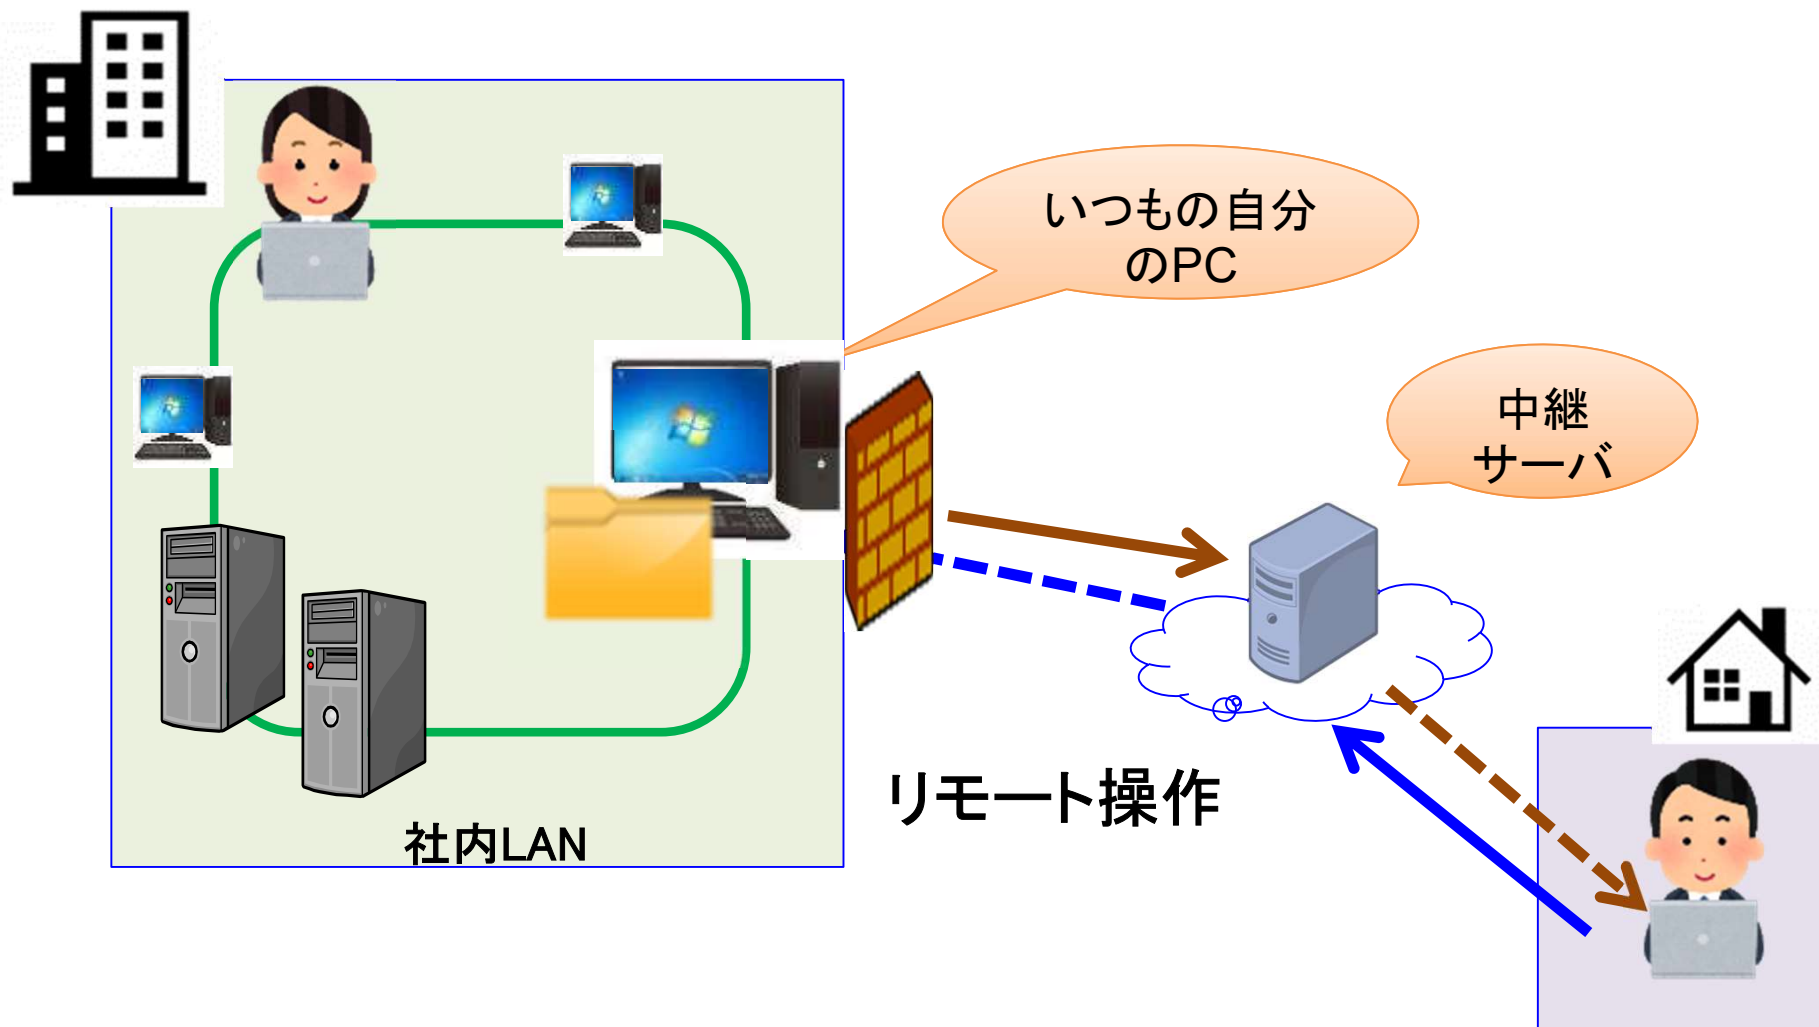 いつもの自分
のPC
中継
サーバ
リモート操作
社内LAN